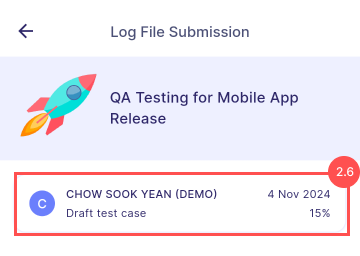 Log File Submission
QA Testing for Mobile App
Release
2.6
C
CHOW SOOK YEAN (DEMO) 4 Nov 2024
Draft test case 15%